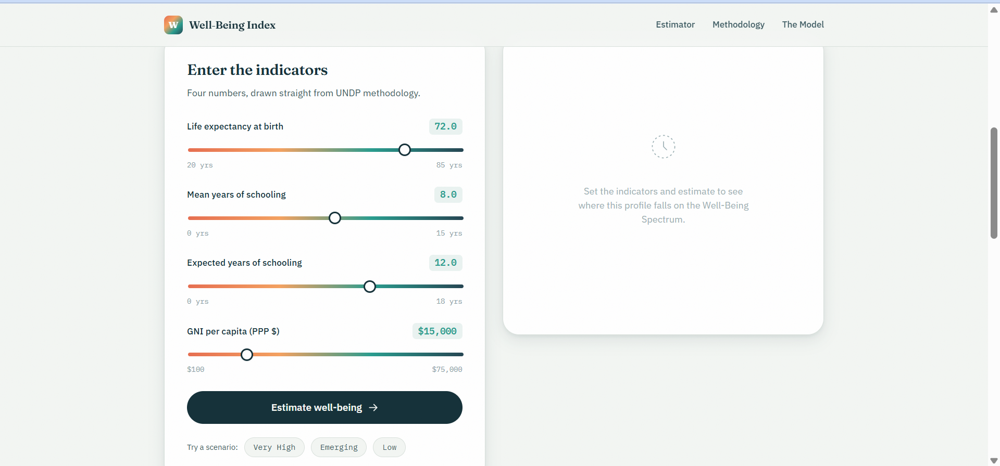 W Well-Being Index
Estimator Methodology The Model
Enter the indicators
Four numbers, drawn straight from UNDP methodology.
Life expectancy at birth 72.0
20 yrs 85 yrs
Mean years of schooling 8.0
0 yrs 15 yrs
Expected years of schooling 12.0
0 yrs 18 yrs
GNI per capita (PPP $) $15,000
$100 $75,000
Estimate well-being →
Try a scenario: Very High Emerging Low
Set the indicators and estimate to see
where this profile falls on the Well-Being
Spectrum.